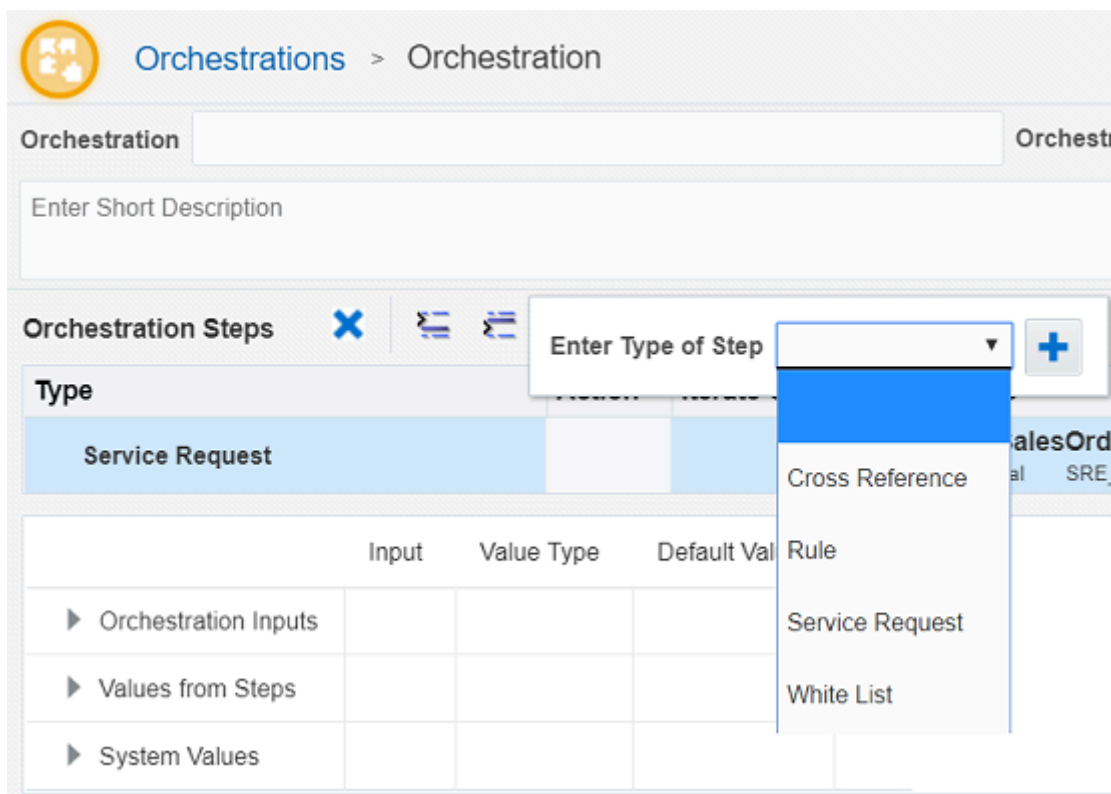 Orchestrations > Orchestration
Orchestration
Enter Short Description
Orchestration Steps
Enter Type of Step
Type
Service Request
SRE_
Cross Reference
Input Value Type
Rule
Orchestration Inputs
Service Request
Values from Steps
White List
System Values